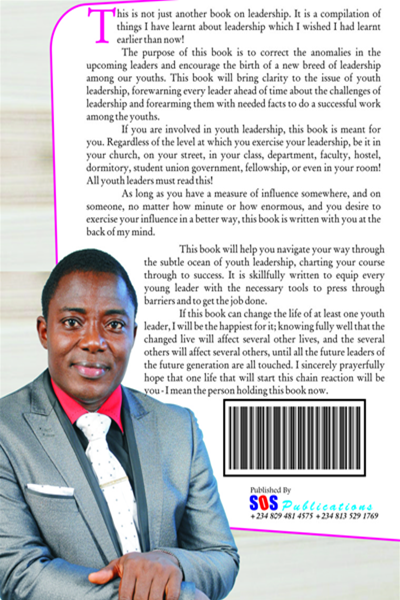 This is not just another book on leadership. It is a compilation of
things I have learnt about leadership which I wished I had learnt
earlier than now!
The purpose of this book is to correct the anomalies in the
upcoming leaders and encourage the birth of a new breed of leadership
among our youths. This book will bring clarity to the issue of youth
leadership, forewarning every leader ahead of time about the challenges of
leadership and forearming them with needed facts to do a successful work
among the youths.
If you are involved in youth leadership, this book is meant for
you. Regardless of the level at which you exercise your leadership, be it in
your church, on your street, in your class, department, faculty, hostel,
dormitory, student union government, fellowship, or even in your room!
All youth leaders must read this!
As long as you have a measure of influence somewhere, and on
someone, no matter how minute or how enormous, and you desire to
exercise your influence in a better way, this book is written with you at the
back of my mind.
This book will help you navigate your way through
the subtle ocean of youth leadership, charting your course
through to success. It is skillfully written to equip every
young leader with the necessary tools to press through
barriers and to get the job done.
If this book can change the life of at least one youth
leader, I will be the happiest for it; knowing fully well that the
changed live will affect several other lives, and the several
others will affect several others, until all the future leaders of
the future generation are all touched. I sincerely prayerfully
hope that one life that will start this chain reaction will be
you - I mean the person holding this book now.
Published By
SOS Publications
+234 809 481 4575 +234 813 529 1769